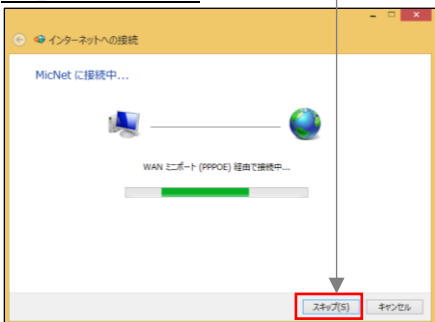 インターネットへの接続
MicNet に接続中...
WAN ミニポート (PPPOE) 経由で接続中...
スキップ(S)
キャンセル